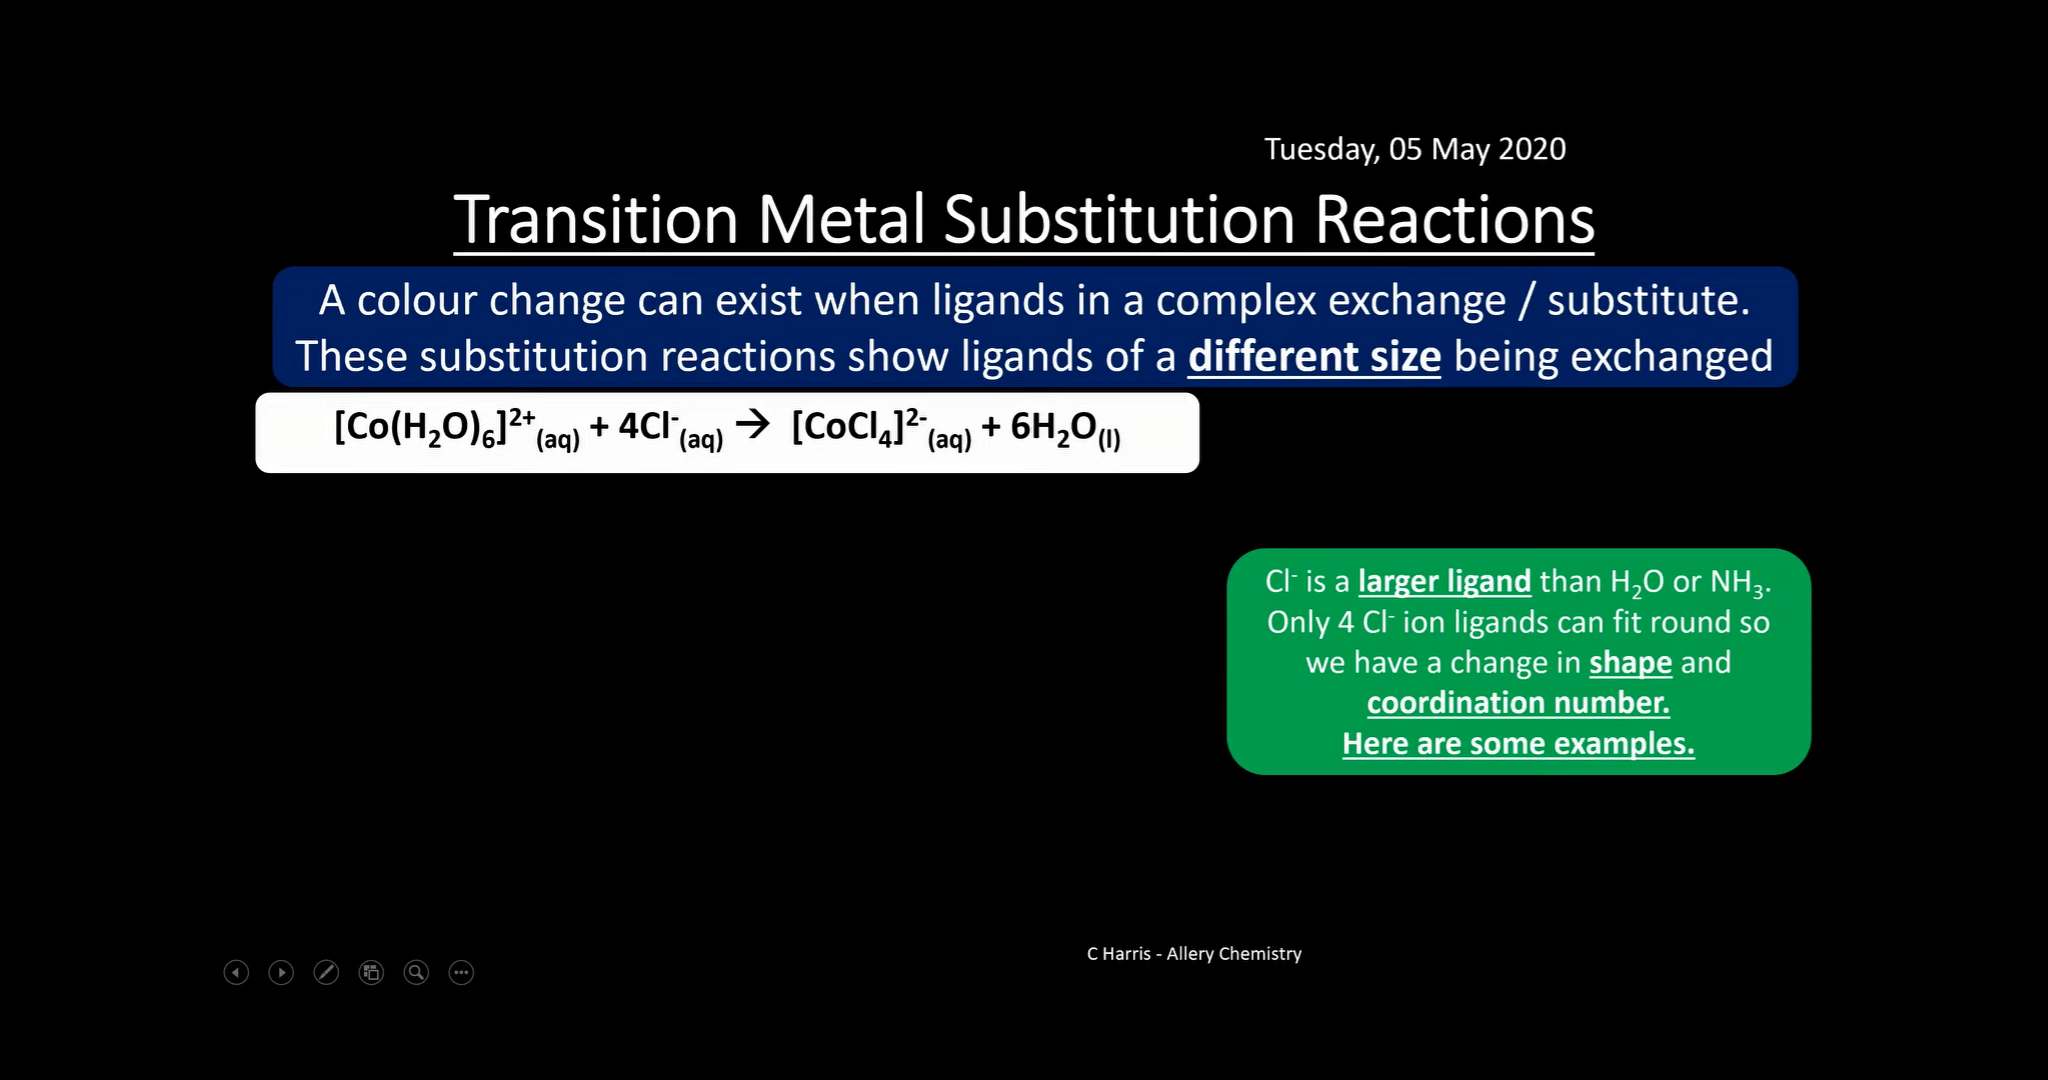 Tuesday, 05 May 2020
Transition Metal Substitution Reactions
A colour change can exist when ligands in a complex exchange / substitute.
These substitution reactions show ligands of a different size being exchanged
[Co(H₂O)₆]²⁺(aq) + 4Cl⁻(aq) → [CoCl₄]²⁻(aq) + 6H₂O(l)
Cl⁻ is a larger ligand than H₂O or NH₃.
Only 4 Cl⁻ ion ligands can fit round so
we have a change in shape and
coordination number.
Here are some examples.
C Harris - Allery Chemistry